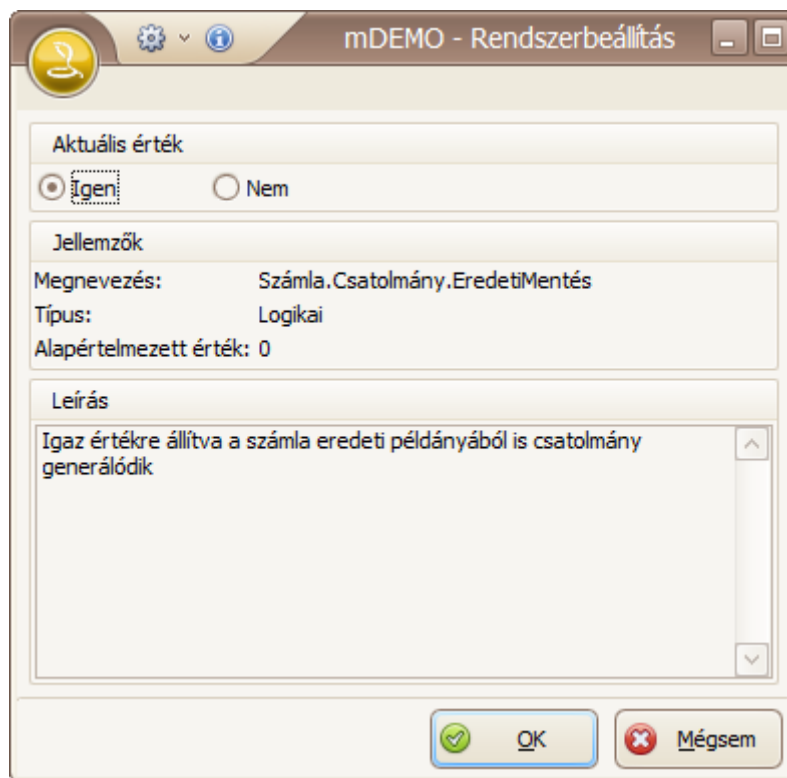 mDEMO - Rendszerbeállítás
Aktuális érték
Igen Nem
Jellemzők
Megnevezés: Számla.Csatolmány.EredetiMentés
Típus: Logikai
Alapértelmezett érték: 0
Leírás
Igaz értékre állítva a számla eredeti példányából is csatolmány
generálódik
OK Mégsem